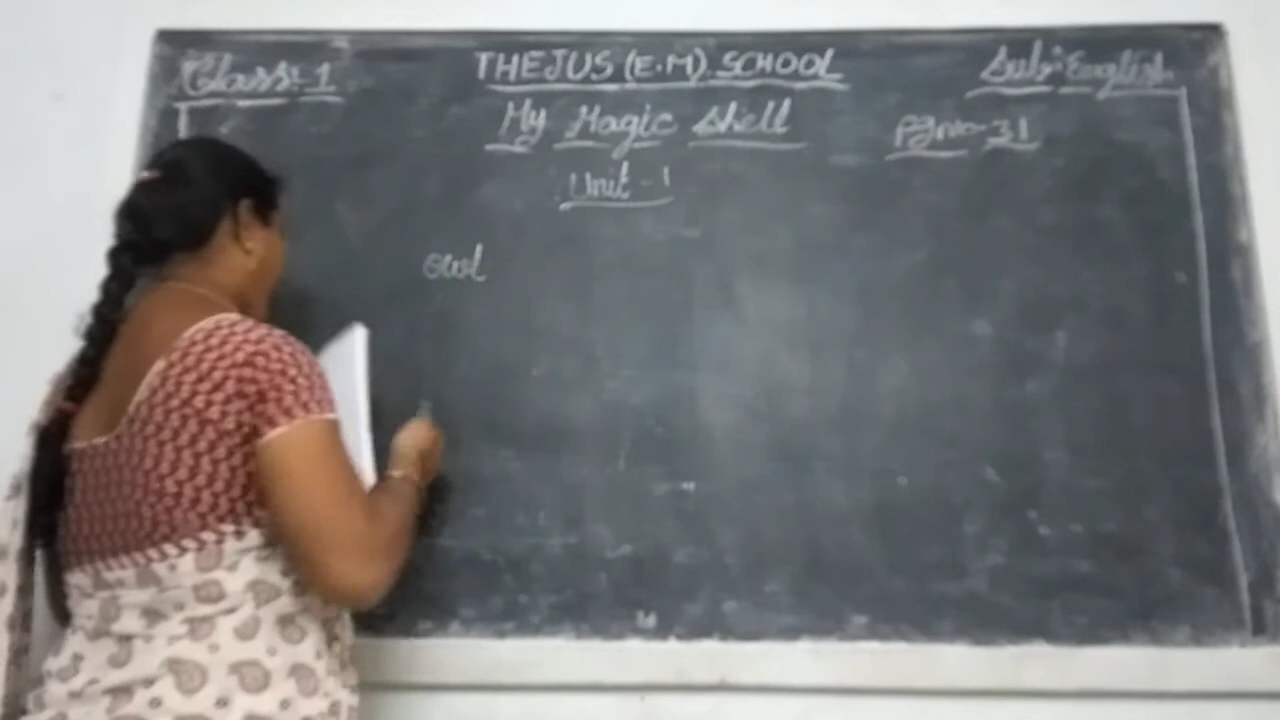 Class:-1 THEJUS (E.M). SCHOOL Sub:-English
My Magic Shell Pg no-31
Unit-1
owl